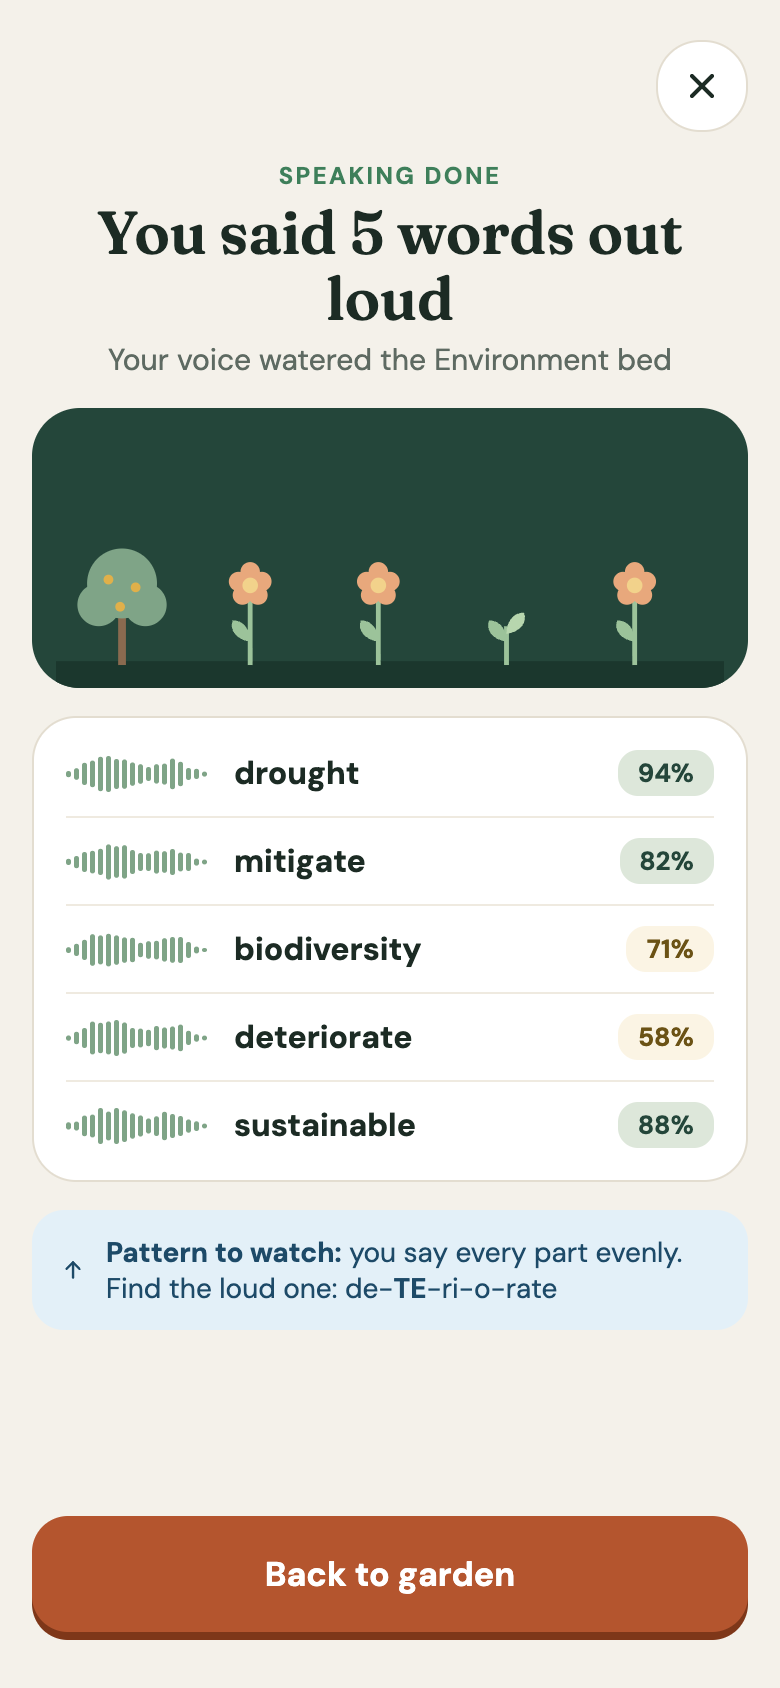 SPEAKING DONE
You said 5 words out
loud
Your voice watered the Environment bed
drought 94%
mitigate 82%
biodiversity 71%
deteriorate 58%
sustainable 88%
Pattern to watch: you say every part evenly.
Find the loud one: de-TE-ri-o-rate
Back to garden